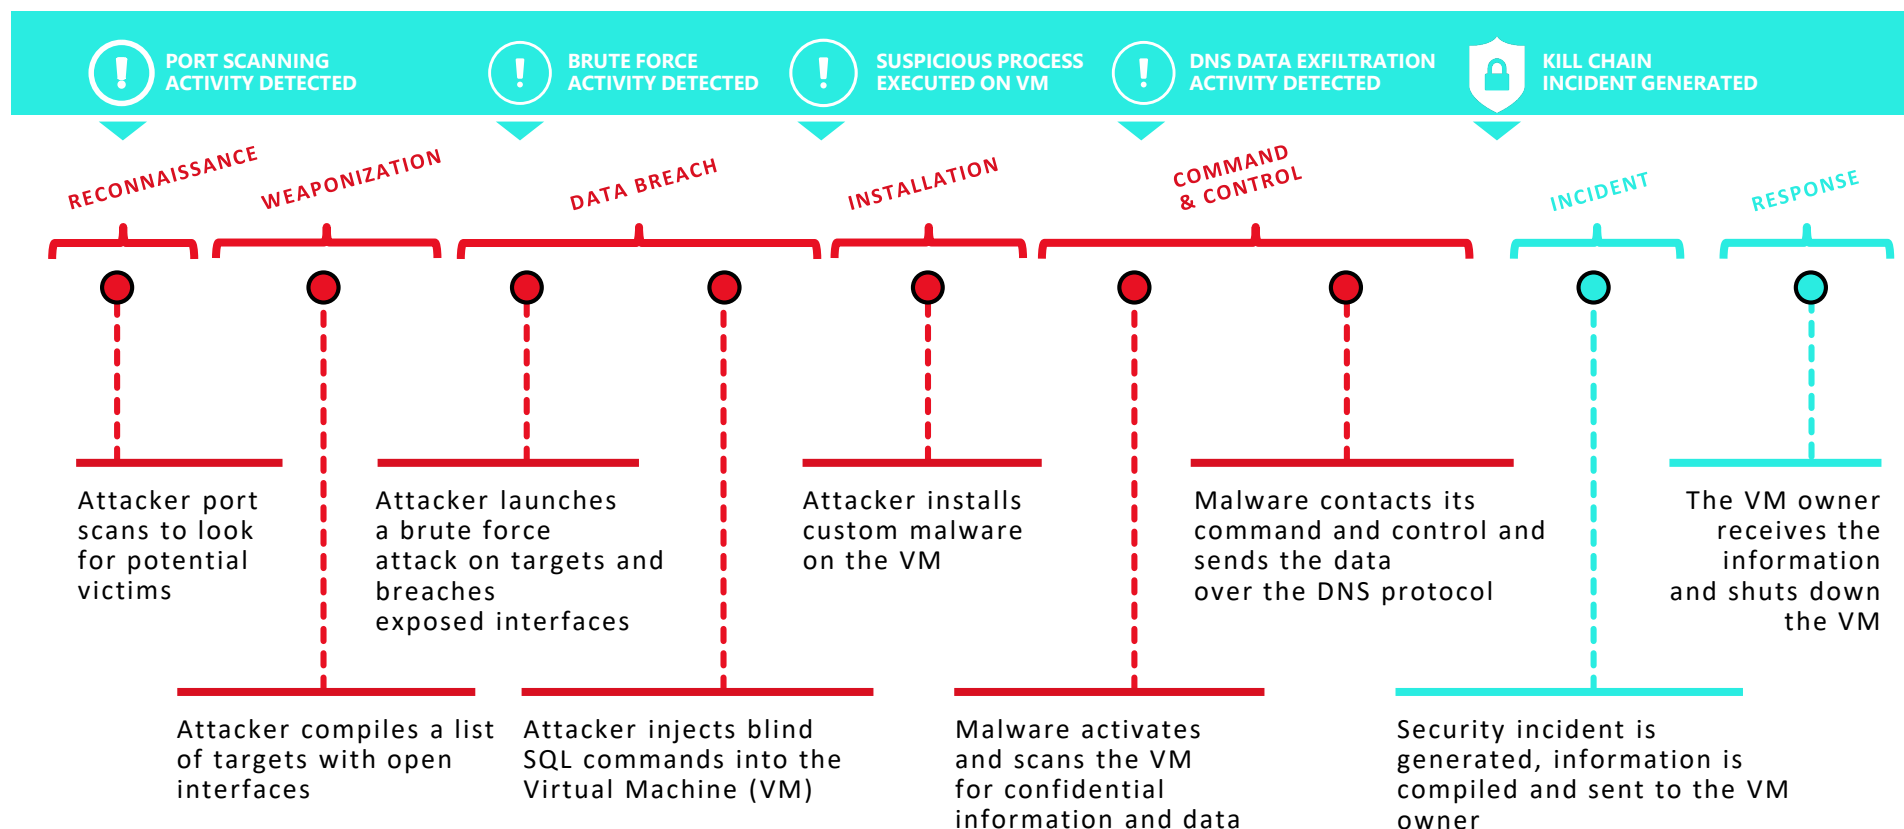 PORT SCANNING
ACTIVITY DETECTED
BRUTE FORCE
ACTIVITY DETECTED
SUSPICIOUS PROCESS
EXECUTED ON VM
DNS DATA EXFILTRATION
ACTIVITY DETECTED
KILL CHAIN
INCIDENT GENERATED
RECONNAISSANCE
WEAPONIZATION
DATA BREACH
INSTALLATION
COMMAND
& CONTROL
INCIDENT
RESPONSE
Attacker port
scans to look
for potential
victims
Attacker launches
a brute force
attack on targets and
breaches
exposed interfaces
Attacker installs
custom malware
on the VM
Malware contacts its
command and control and
sends the data
over the DNS protocol
The VM owner
receives the
information
and shuts down
the VM
Attacker compiles a list
of targets with open
interfaces
Attacker injects blind
SQL commands into the
Virtual Machine (VM)
Malware activates
and scans the VM
for confidential
information and data
Security incident is
generated, information is
compiled and sent to the VM
owner